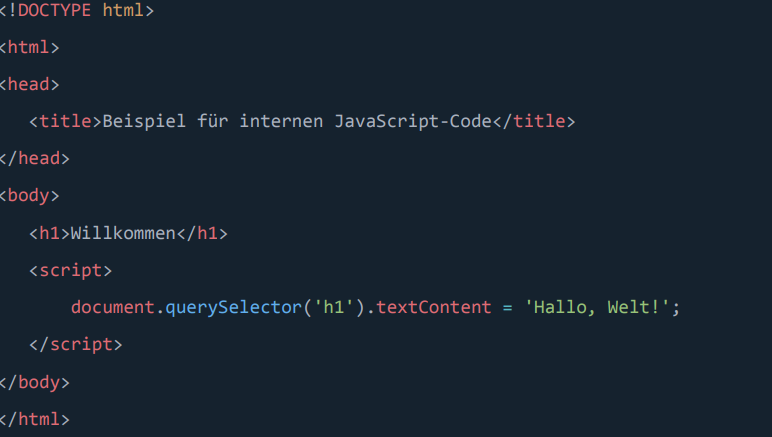 <!DOCTYPE html>
<html>
<head>
<title>Beispiel für internen JavaScript-Code</title>
</head>
<body>
<h1>Willkommen</h1>
<script>
document.querySelector('h1').textContent = 'Hallo, Welt!';
</script>
</body>
</html>